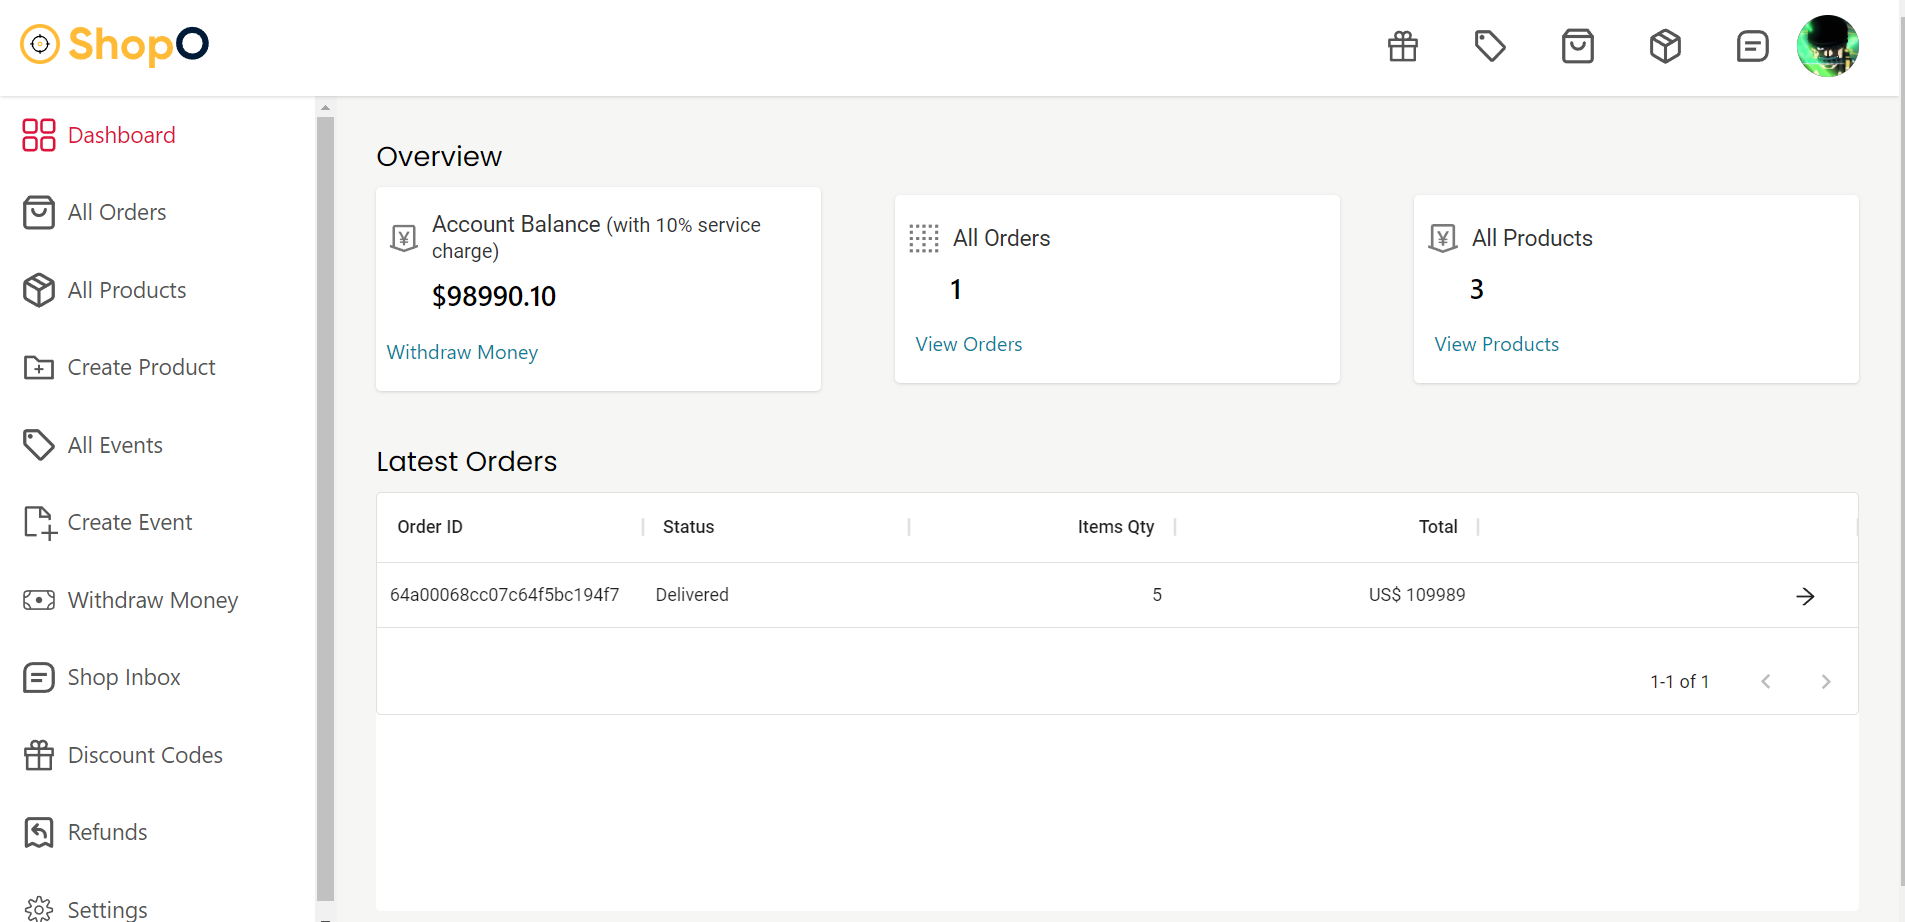 ShopO
Dashboard
All Orders
All Products
Create Product
All Events
Create Event
Withdraw Money
Shop Inbox
Discount Codes
Refunds
Settings
Overview
Account Balance (with 10% service
charge)
$98990.10
Withdraw Money
All Orders
1
View Orders
All Products
3
View Products
Latest Orders
Order ID Status Items Qty Total
64a00068cc07c64f5bc194f7 Delivered 5 US$ 109989
1-1 of 1